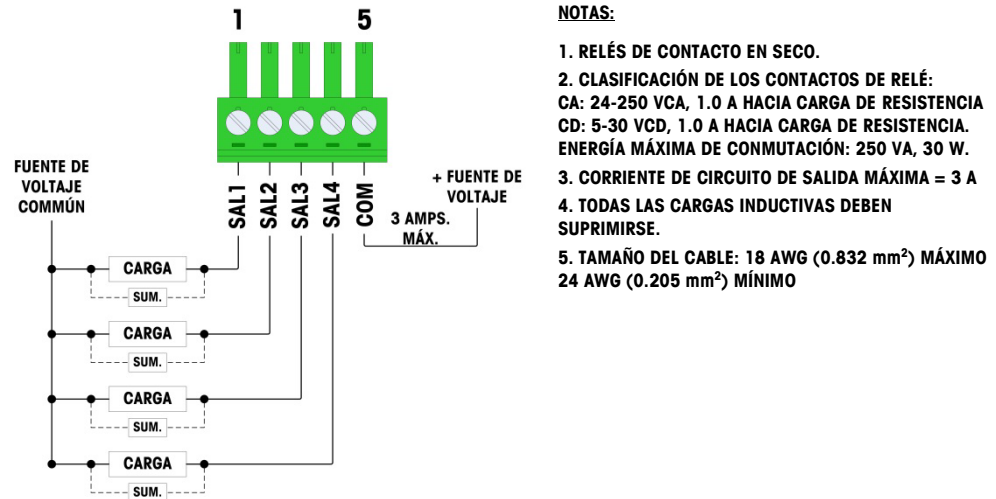 1 5
FUENTE DE
VOLTAJE
COMMÚN
SAL1
SAL2
SAL3
SAL4
COM
+ FUENTE DE
VOLTAJE
3 AMPS.
MÁX.
CARGA
SUM.
CARGA
SUM.
CARGA
SUM.
CARGA
SUM.
NOTAS:
1. RELÉS DE CONTACTO EN SECO.
2. CLASIFICACIÓN DE LOS CONTACTOS DE RELÉ:
CA: 24-250 VCA, 1.0 A HACIA CARGA DE RESISTENCIA
CD: 5-30 VCD, 1.0 A HACIA CARGA DE RESISTENCIA.
ENERGÍA MÁXIMA DE CONMUTACIÓN: 250 VA, 30 W.
3. CORRIENTE DE CIRCUITO DE SALIDA MÁXIMA = 3 A
4. TODAS LAS CARGAS INDUCTIVAS DEBEN
SUPRIMIRSE.
5. TAMAÑO DEL CABLE: 18 AWG (0.832 mm²) MÁXIMO
24 AWG (0.205 mm²) MÍNIMO